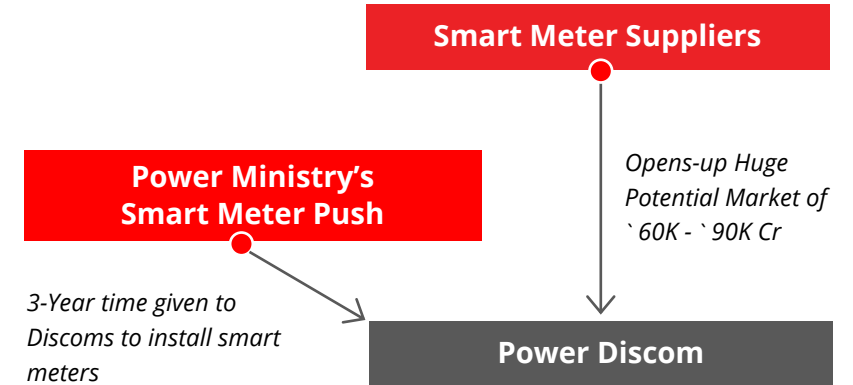 Smart Meter Suppliers
Power Ministry’s
Smart Meter Push
Opens-up Huge
Potential Market of
` 60K - ` 90K Cr
3-Year time given to
Discoms to install smart
meters
Power Discom